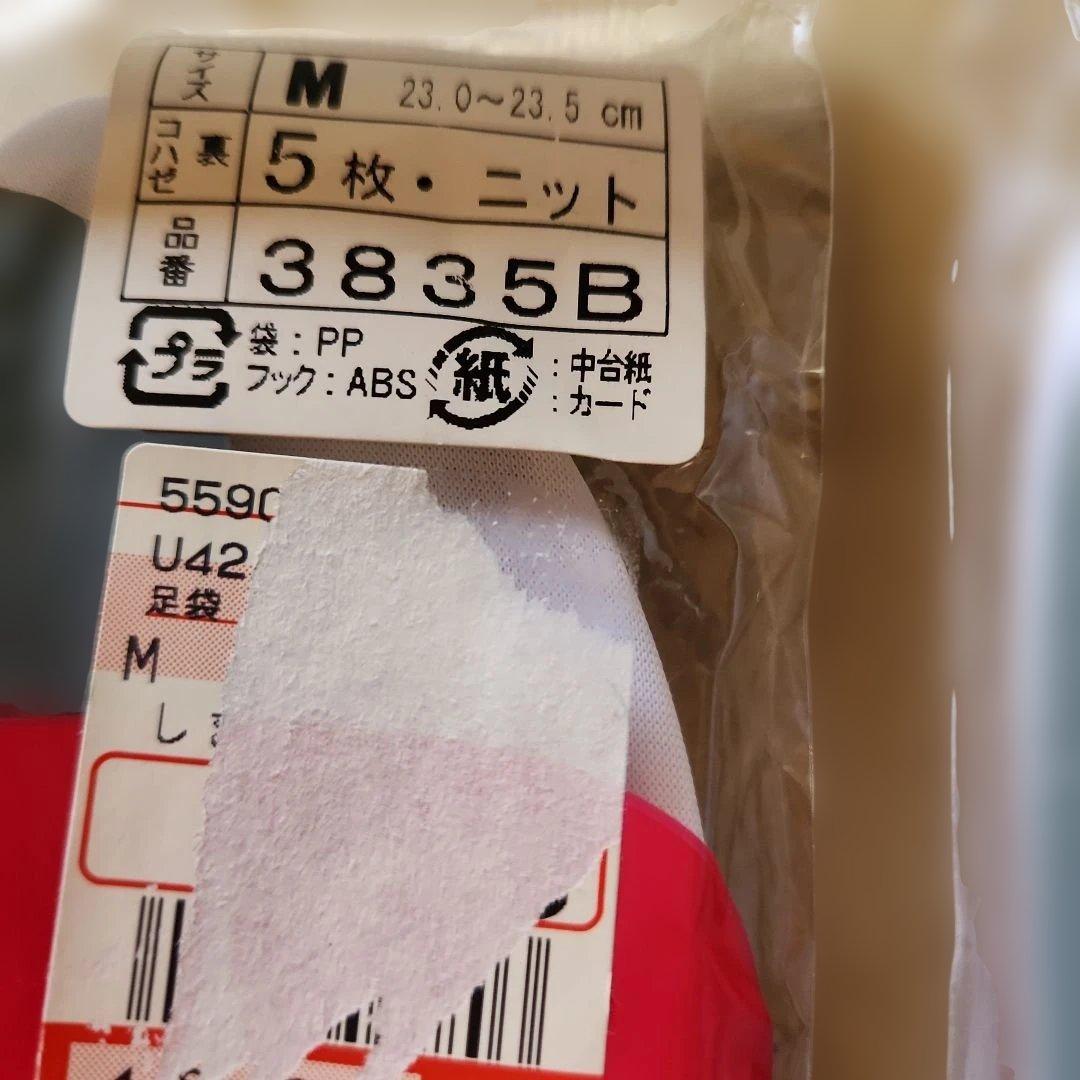 サイズ M 23.0～23.5 cm
コハゼ 裏 5枚・ニット
品番 3835B
プラ 袋：PP 紙 ：中台紙
フック：ABS ：カード
5590
U42
足袋
M
し